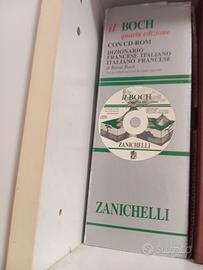 il BOCH
quarta edizione
CON CD-ROM
DIZIONARIO
FRANCESE ITALIANO
ITALIANO FRANCESE
di Raoul Boch
il BOCH
ZANICHELLI
ZANICHELLI
subito